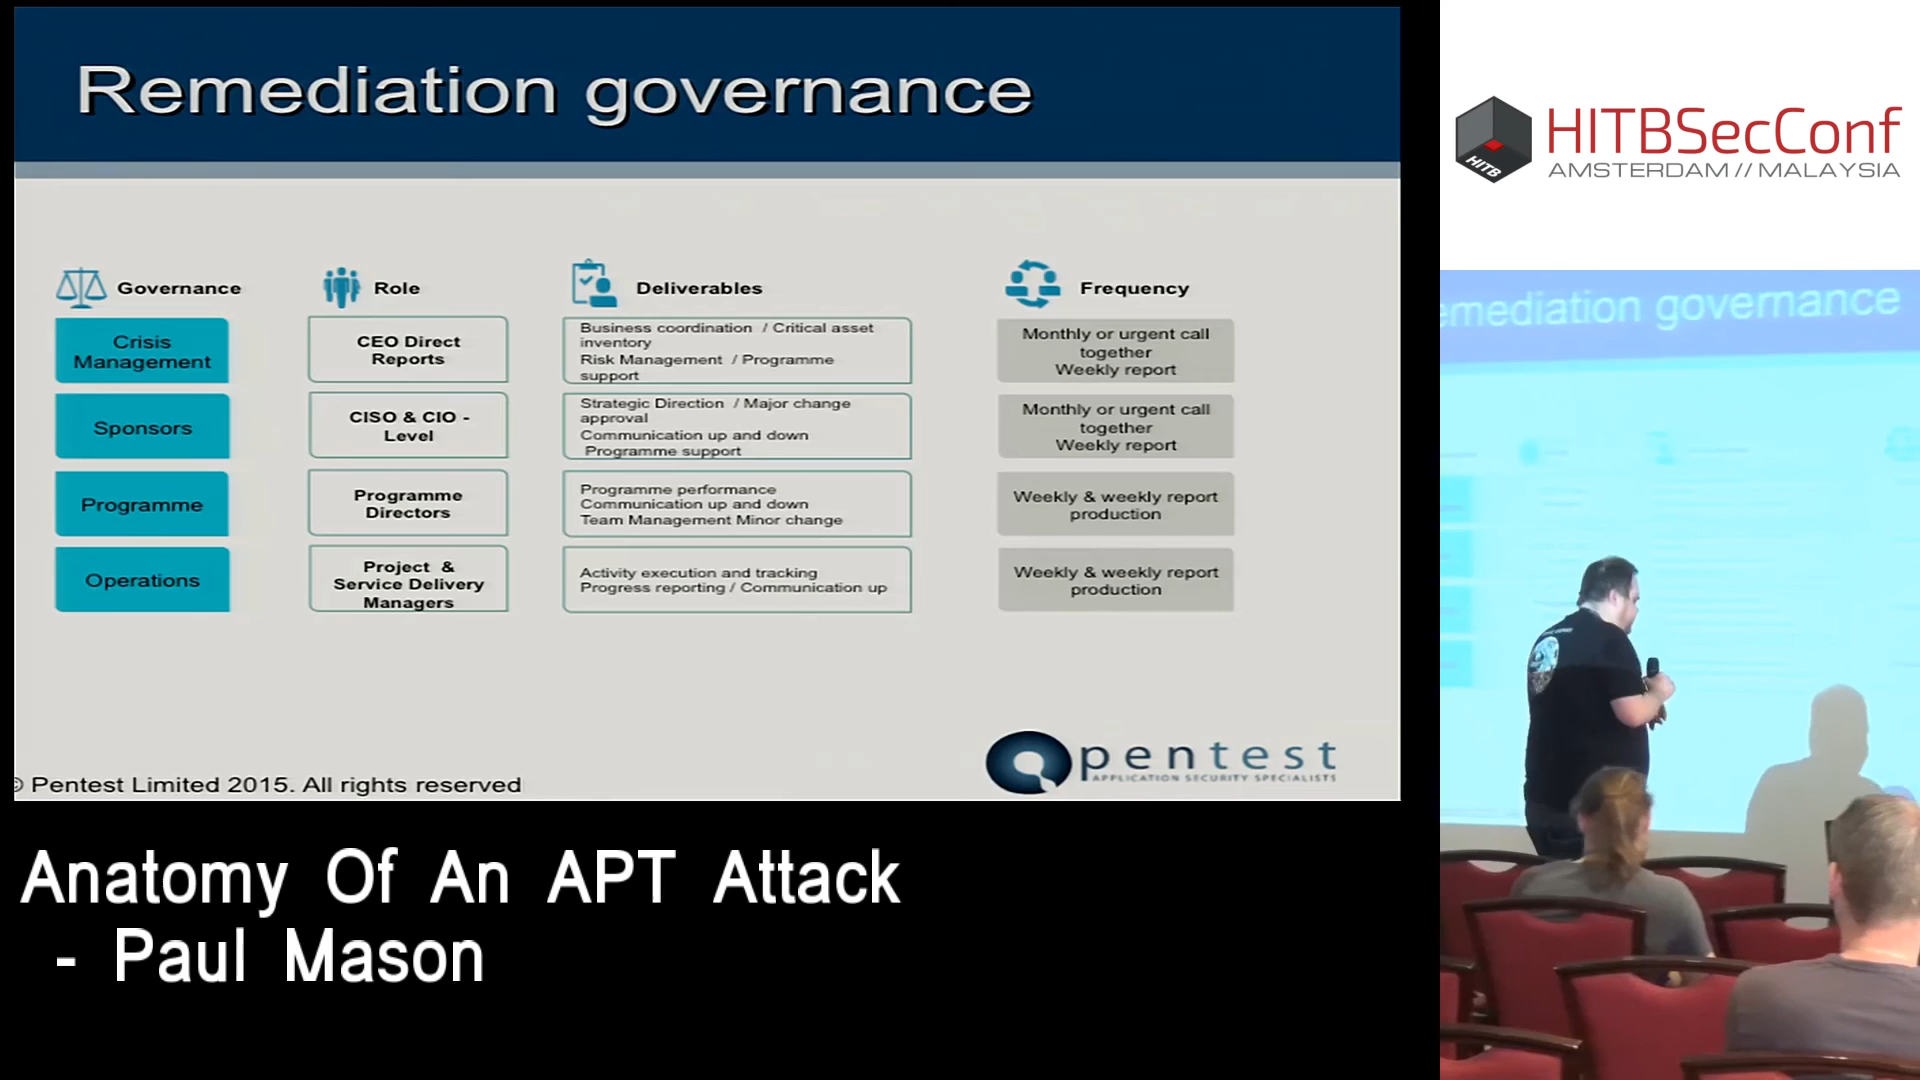 Remediation governance
Governance
Role
Deliverables
Frequency
Crisis
Management
CEO Direct
Reports
Business coordination / Critical asset
inventory
Risk Management / Programme
support
Monthly or urgent call
together
Weekly report
Sponsors
CISO & CIO -
Level
Strategic Direction / Major change
approval
Communication up and down
Programme support
Monthly or urgent call
together
Weekly report
Programme
Programme
Directors
Programme performance
Communication up and down
Team Management Minor change
Weekly & weekly report
production
Operations
Project &
Service Delivery
Managers
Activity execution and tracking
Progress reporting / Communication up
Weekly & weekly report
production
© Pentest Limited 2015. All rights reserved
pentest
APPLICATION SECURITY SPECIALISTS
Anatomy Of An APT Attack
- Paul Mason
HITB
HITBSecConf
AMSTERDAM // MALAYSIA
emediation governance